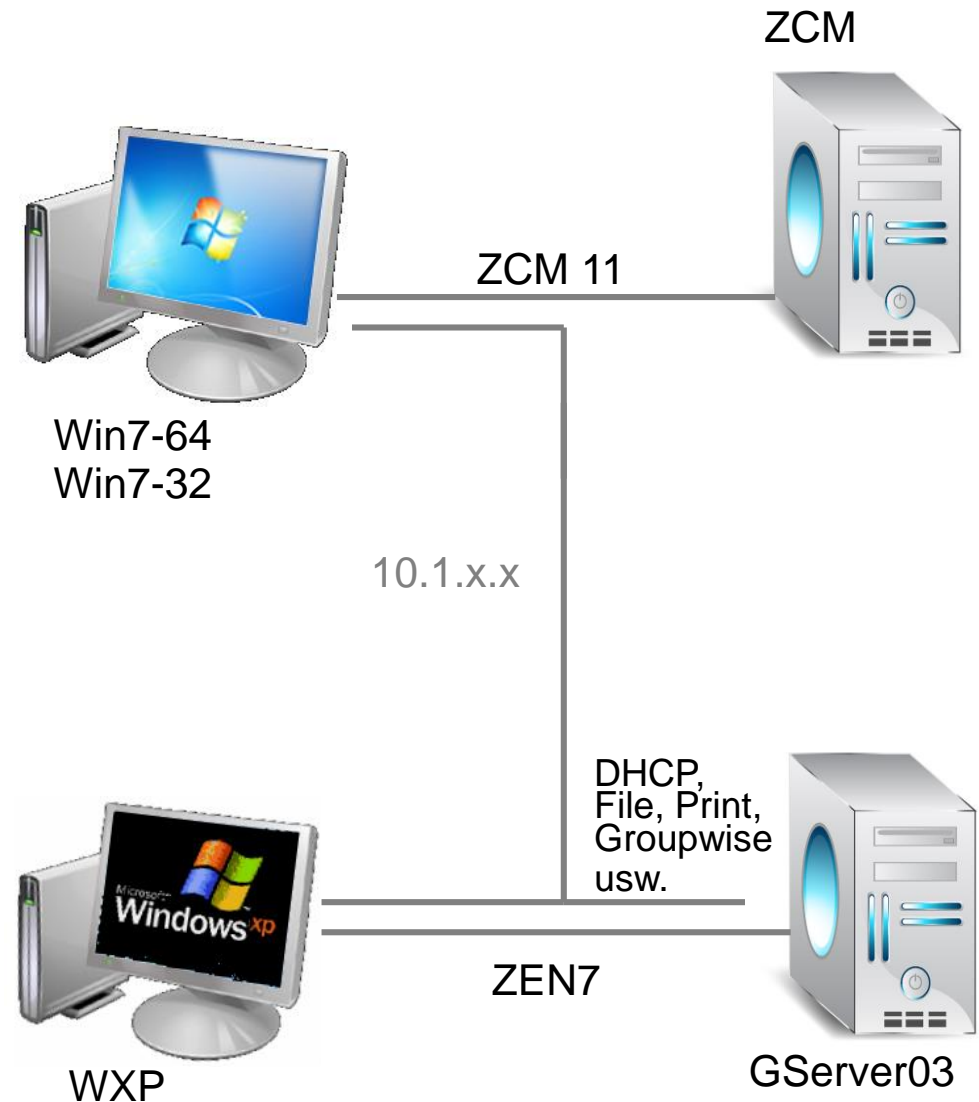 ZCM
ZCM 11
Win7-64
Win7-32
10.1.x.x
DHCP,
File, Print,
Groupwise
usw.
Microsoft
Windows xp
ZEN7
WXP
GServer03